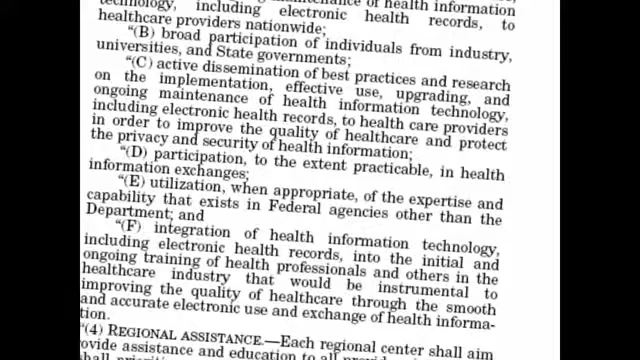 technology, including electronic health records, to
healthcare providers nationwide;
“(B) broad participation of individuals from industry,
universities, and State governments;
“(C) active dissemination of best practices and research
on the implementation, effective use, upgrading, and
ongoing maintenance of health information technology,
including electronic health records, to health care providers
in order to improve the quality of healthcare and protect
the privacy and security of health information;
“(D) participation, to the extent practicable, in health
information exchanges;
“(E) utilization, when appropriate, of the expertise and
capability that exists in Federal agencies other than the
Department; and
“(F) integration of health information technology,
including electronic health records, into the initial and
ongoing training of health professionals and others in the
healthcare industry that would be instrumental to
improving the quality of healthcare through the smooth
and accurate electronic use and exchange of health informa-
tion.
“(4) REGIONAL ASSISTANCE.—Each regional center shall aim
provide assistance and education to all